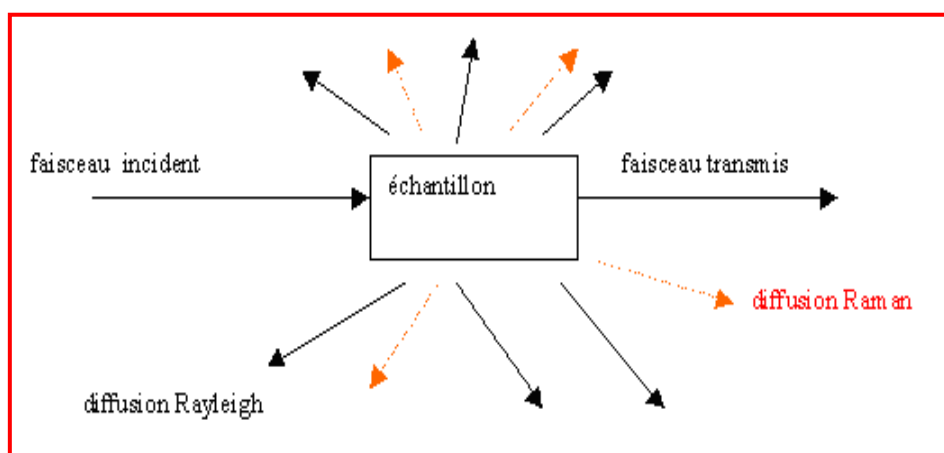 faisceau incident
faisceau transmis
échantillon
diffusion Raman
diffusion Rayleigh